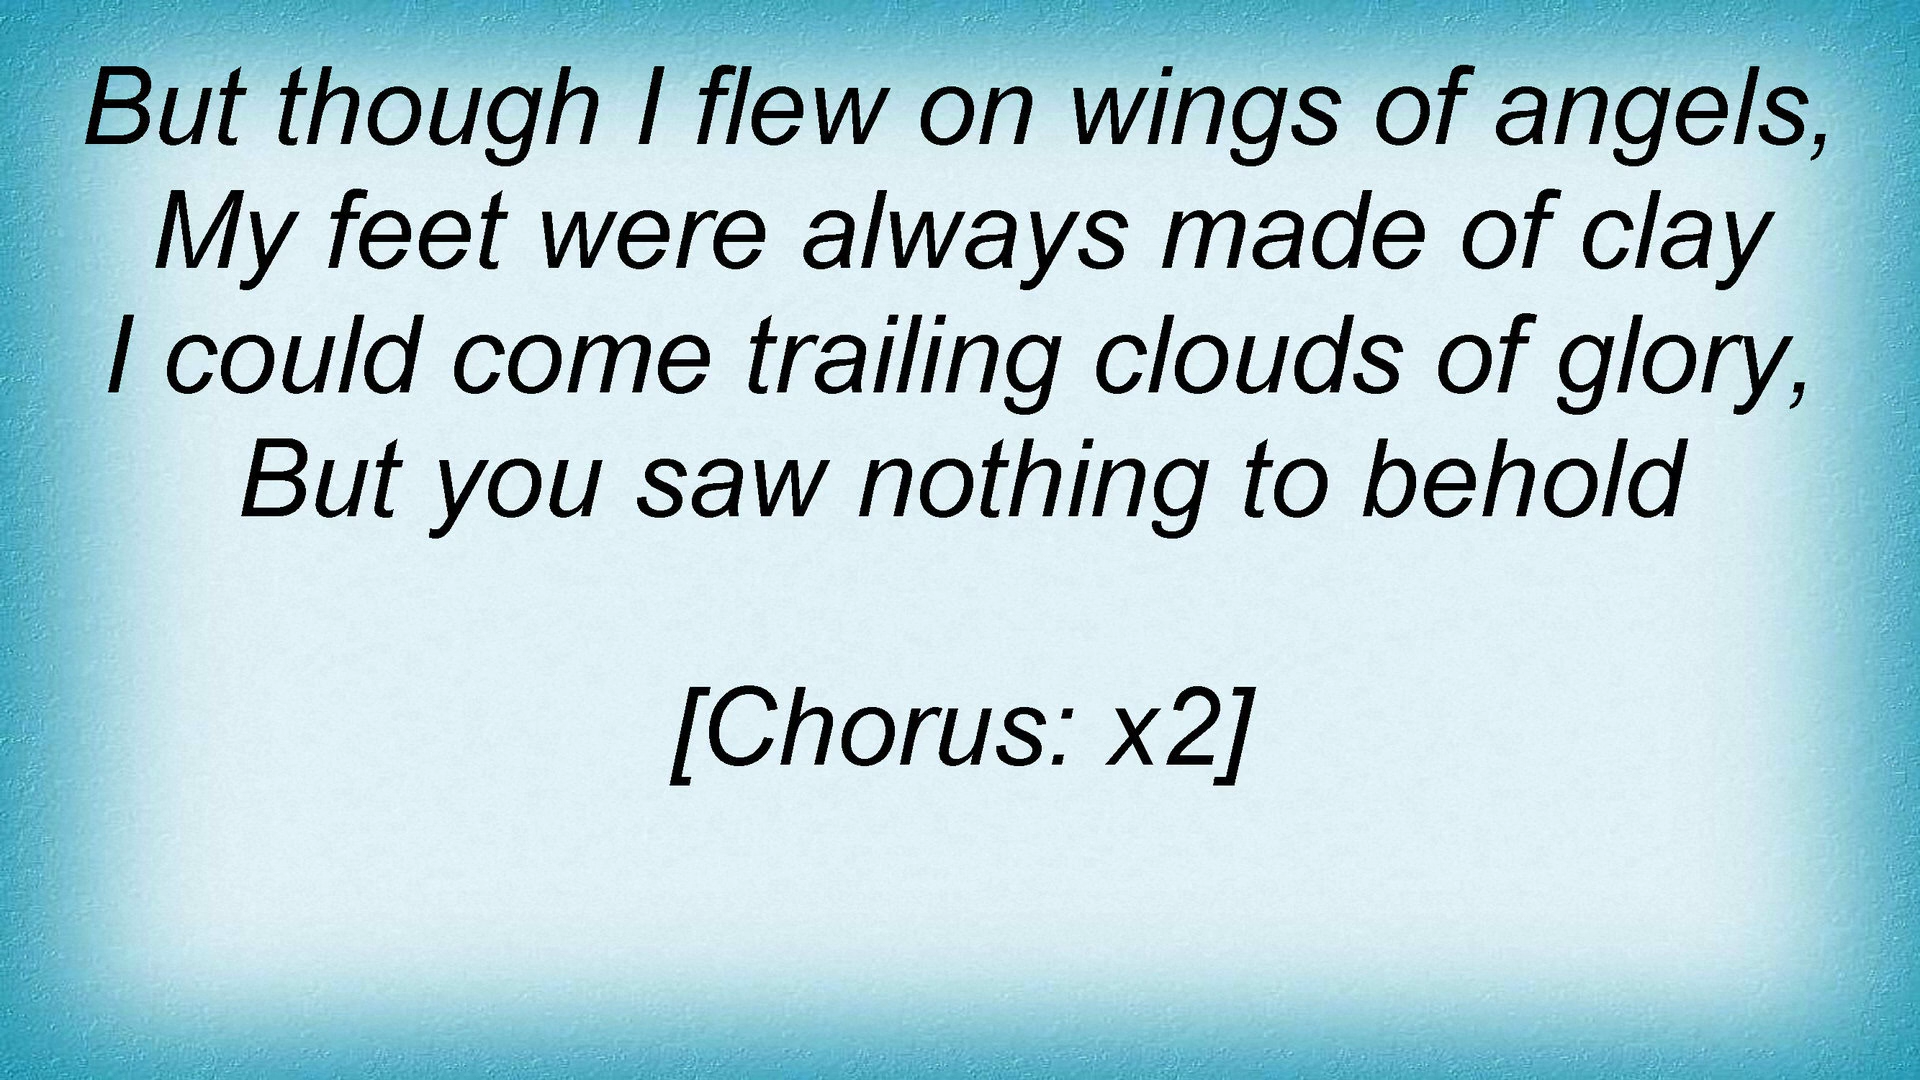 But though I flew on wings of angels,
My feet were always made of clay
I could come trailing clouds of glory,
But you saw nothing to behold
[Chorus: x2]